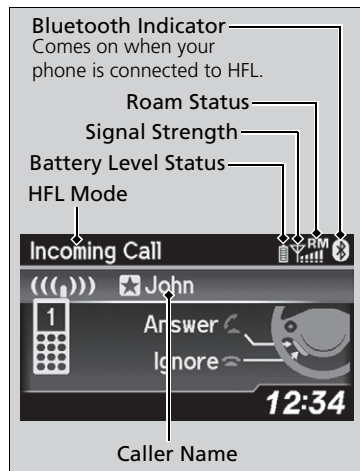 Bluetooth Indicator
Comes on when your
phone is connected to HFL.
Roam Status
Signal Strength
Battery Level Status
HFL Mode
Incoming Call RM
John
1
Answer
Ignore
12:34
Caller Name